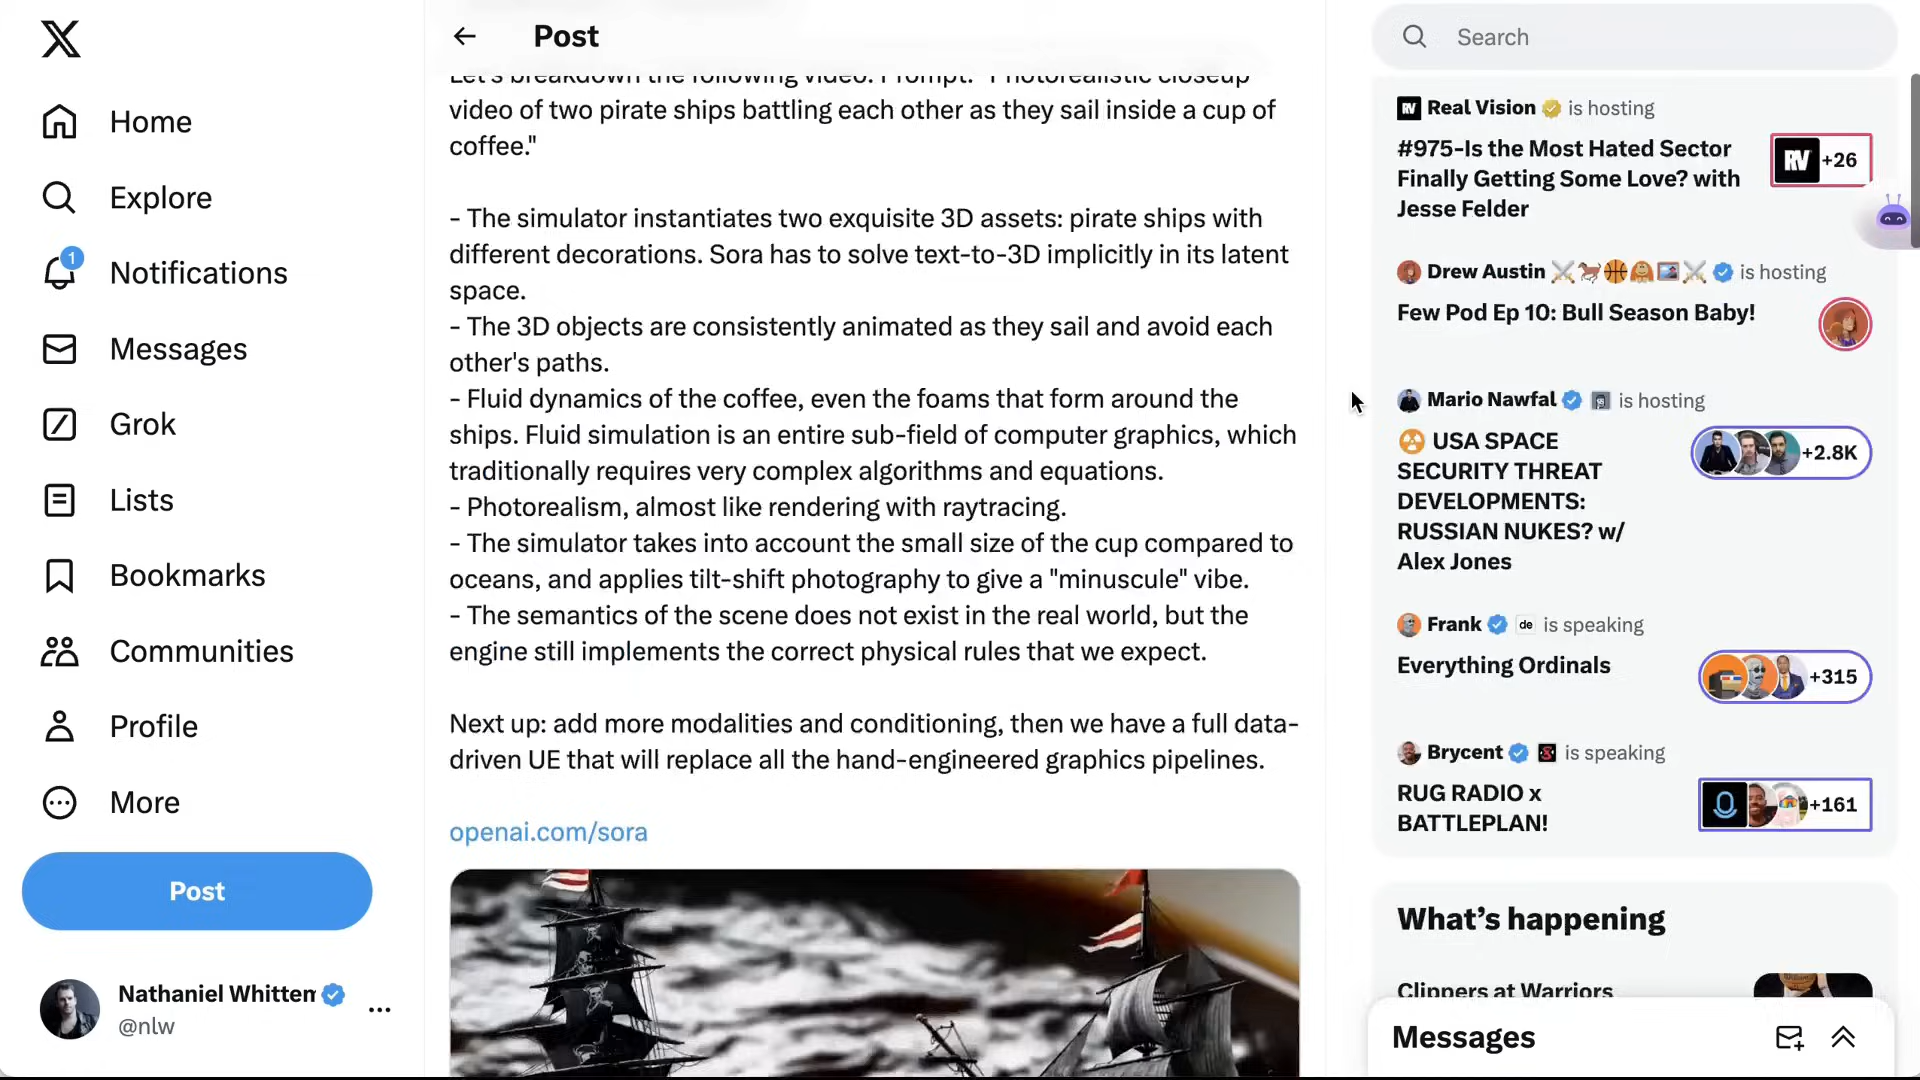 Home
Explore
1
Notifications
Messages
Grok
Lists
Bookmarks
Communities
Profile
More
Post
Nathaniel Whittem
@nlw
Post
Let's breakdown the following video. Prompt: "Photorealistic closeup
video of two pirate ships battling each other as they sail inside a cup of
coffee."
- The simulator instantiates two exquisite 3D assets: pirate ships with
different decorations. Sora has to solve text-to-3D implicitly in its latent
space.
- The 3D objects are consistently animated as they sail and avoid each
other's paths.
- Fluid dynamics of the coffee, even the foams that form around the
ships. Fluid simulation is an entire sub-field of computer graphics, which
traditionally requires very complex algorithms and equations.
- Photorealism, almost like rendering with raytracing.
- The simulator takes into account the small size of the cup compared to
oceans, and applies tilt-shift photography to give a "minuscule" vibe.
- The semantics of the scene does not exist in the real world, but the
engine still implements the correct physical rules that we expect.
Next up: add more modalities and conditioning, then we have a full data-
driven UE that will replace all the hand-engineered graphics pipelines.
openai.com/sora
Search
RV Real Vision is hosting
#975-Is the Most Hated Sector
Finally Getting Some Love? with
Jesse Felder
RV +26
Drew Austin is hosting
Few Pod Ep 10: Bull Season Baby!
Mario Nawfal is hosting
USA SPACE
SECURITY THREAT
DEVELOPMENTS:
RUSSIAN NUKES? w/
Alex Jones
+2.8K
Frank de is speaking
Everything Ordinals
+315
Brycent is speaking
RUG RADIO x
BATTLEPLAN!
+161
What's happening
Clippers at Warriors
Messages